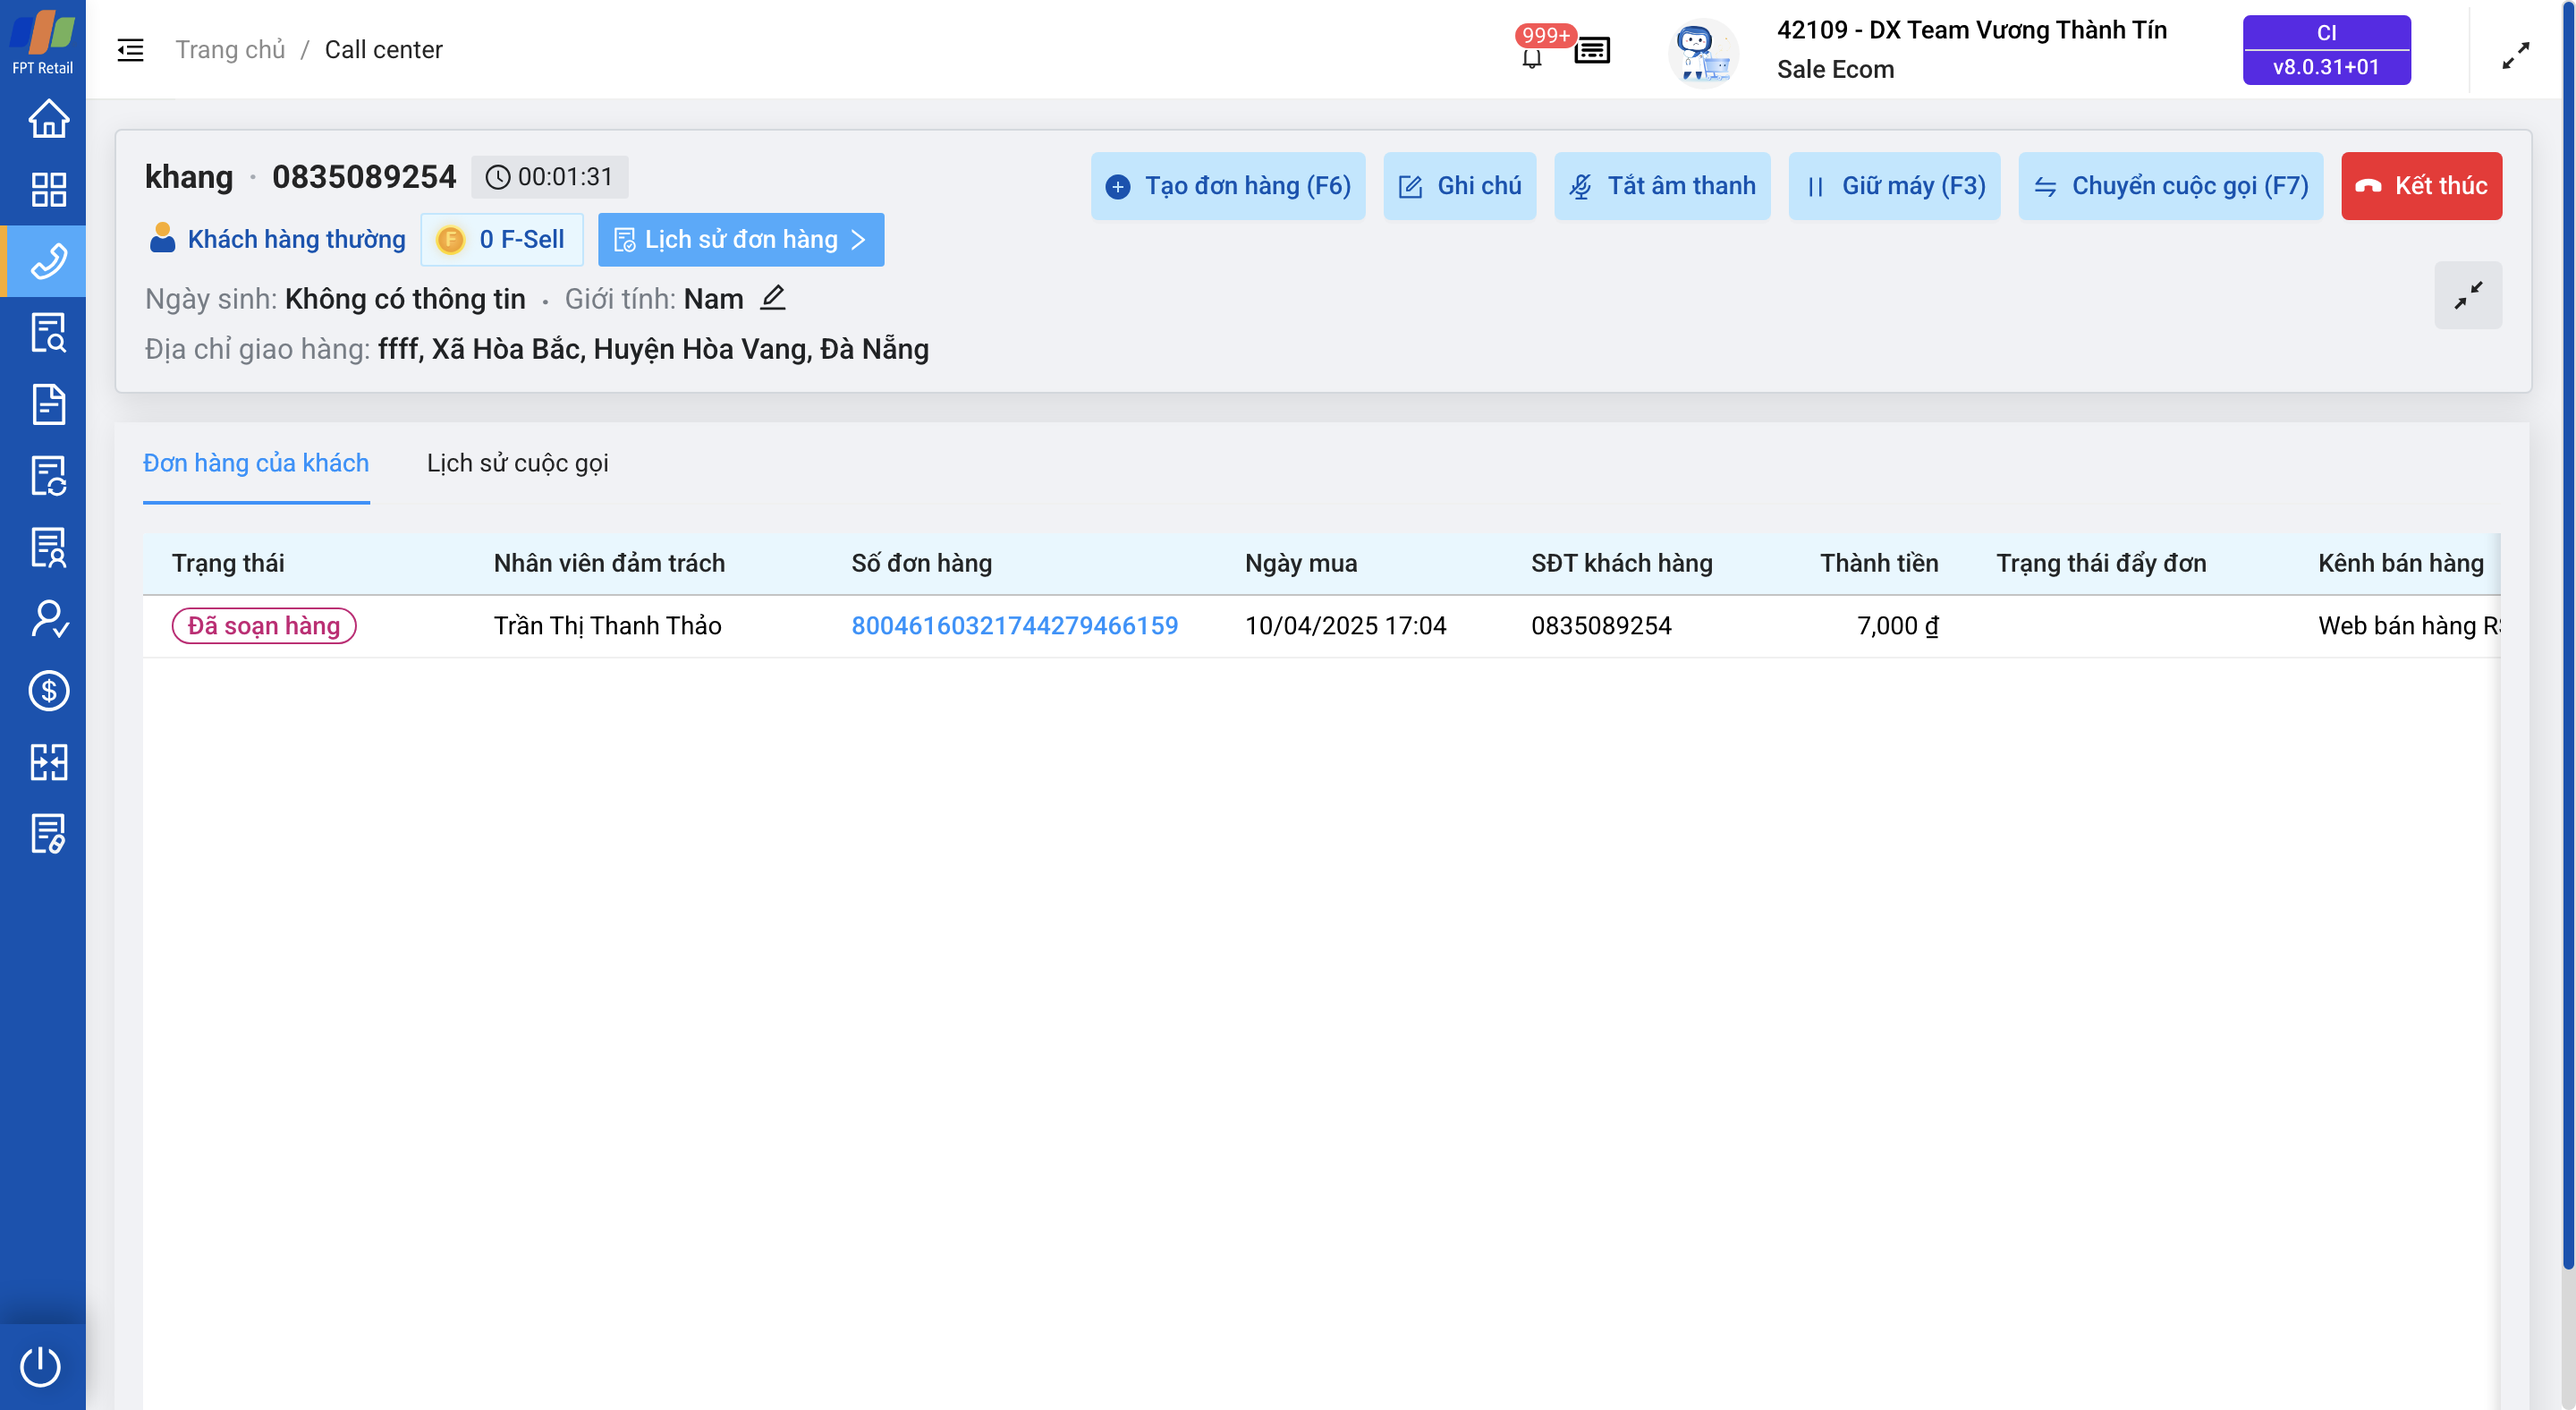 FPT Retail
Trang chủ / Call center
999+
42109 - DX Team Vương Thành Tín
Sale Ecom
CI
v8.0.31+01
khang · 0835089254 00:01:31
Tạo đơn hàng (F6) Ghi chú Tắt âm thanh Giữ máy (F3) Chuyển cuộc gọi (F7) Kết thúc
Khách hàng thường F 0 F-Sell Lịch sử đơn hàng
Ngày sinh: Không có thông tin · Giới tính: Nam
Địa chỉ giao hàng: ffff, Xã Hòa Bắc, Huyện Hòa Vang, Đà Nẵng
Đơn hàng của khách Lịch sử cuộc gọi
Trạng thái Nhân viên đảm trách Số đơn hàng Ngày mua SĐT khách hàng Thành tiền Trạng thái đẩy đơn Kênh bán hàng
Đã soạn hàng Trần Thị Thanh Thảo 80046160321744279466159 10/04/2025 17:04 0835089254 7,000 ₫ Web bán hàng